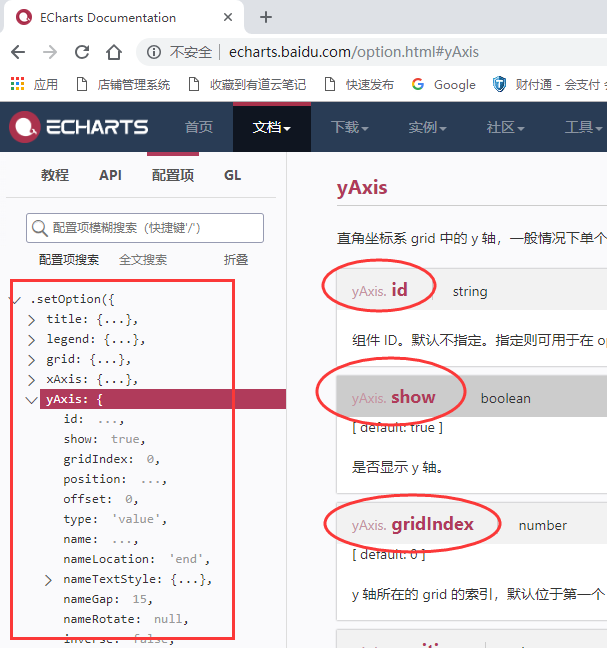 ECharts Documentation
不安全 echarts.baidu.com/option.html#yAxis
应用 店铺管理系统 收藏到有道云笔记 快速发布 Google 财付通 - 会支付
ECHARTS 首页 文档 下载 实例 社区 工具
教程 API 配置项 GL
配置项模糊搜索（快捷键'/'）
配置项搜索 全文搜索 折叠
.setOption({
title: {...},
legend: {...},
grid: {...},
xAxis: {...},
yAxis: {
id: ...,
show: true,
gridIndex: 0,
position: ...,
offset: 0,
type: 'value',
name: ...,
nameLocation: 'end',
nameTextStyle: {...},
nameGap: 15,
nameRotate: null,
inverse: false,
yAxis
直角坐标系 grid 中的 y 轴，一般情况下单个
yAxis. id string
组件 ID。默认不指定。指定则可用于在 op
yAxis. show boolean
[ default: true ]
是否显示 y 轴。
yAxis. gridIndex number
[ default: 0 ]
y 轴所在的 grid 的索引，默认位于第一个